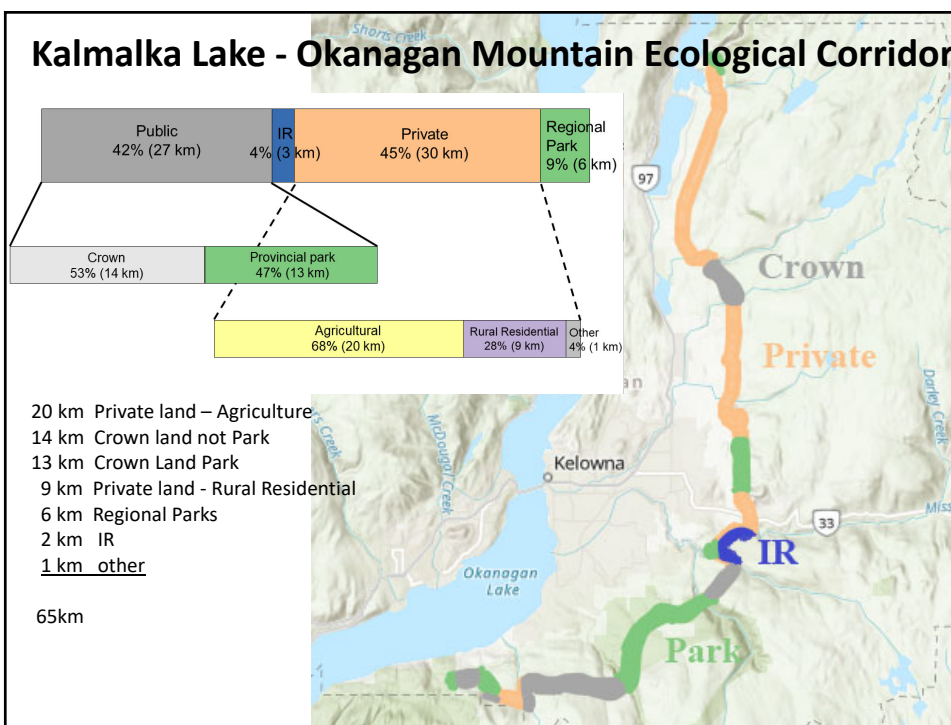 Kalmalka Lake - Okanagan Mountain Ecological Corridor
Shorts Creek
Public
42% (27 km)
IR
4% (3 km)
Private
45% (30 km)
Regional
Park
9% (6 km)
97
Crown
53% (14 km)
Provincial park
47% (13 km)
Crown
Agricultural
68% (20 km)
Rural Residential
28% (9 km)
Other
4% (1 km)
Private
an
Darley Creek
20 km Private land – Agriculture
14 km Crown land not Park
13 km Crown Land Park
9 km Private land - Rural Residential
6 km Regional Parks
2 km IR
1 km other
65km
McDougall Creek
s Creek
Kelowna
Miss
33
IR
Okanagan
Lake
Park